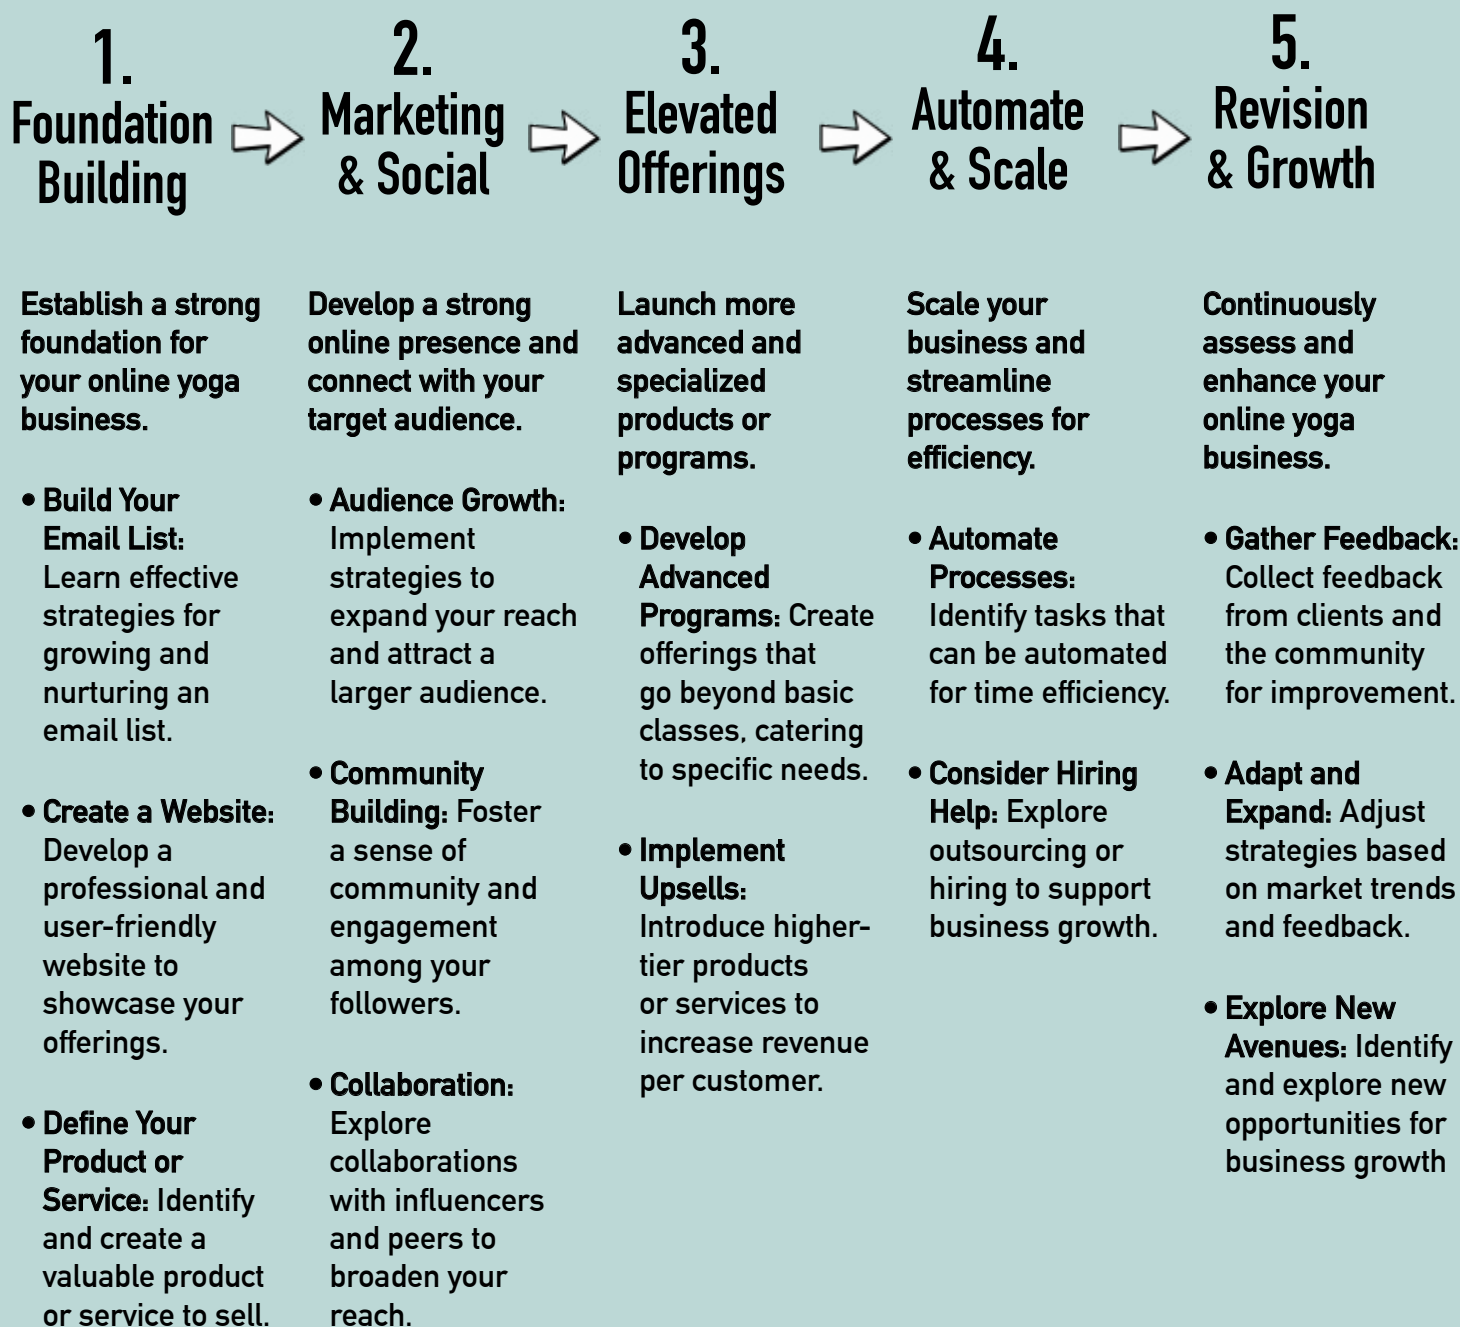 1.
Foundation
Building
2.
Marketing
& Social
3.
Elevated
Offerings
4.
Automate
& Scale
5.
Revision
& Growth
Establish a strong
foundation for
your online yoga
business.
• Build Your
Email List:
Learn effective
strategies for
growing and
nurturing an
email list.
• Create a Website:
Develop a
professional and
user-friendly
website to
showcase your
offerings.
• Define Your
Product or
Service: Identify
and create a
valuable product
or service to sell.
Develop a strong
online presence and
connect with your
target audience.
• Audience Growth:
Implement
strategies to
expand your reach
and attract a
larger audience.
• Community
Building: Foster
a sense of
community and
engagement
among your
followers.
• Collaboration:
Explore
collaborations
with influencers
and peers to
broaden your
reach.
Launch more
advanced and
specialized
products or
programs.
• Develop
Advanced
Programs: Create
offerings that
go beyond basic
classes, catering
to specific needs.
• Implement
Upsells:
Introduce higher-
tier products
or services to
increase revenue
per customer.
Scale your
business and
streamline
processes for
efficiency.
• Automate
Processes:
Identify tasks that
can be automated
for time efficiency.
• Consider Hiring
Help: Explore
outsourcing or
hiring to support
business growth.
Continuously
assess and
enhance your
online yoga
business.
• Gather Feedback:
Collect feedback
from clients and
the community
for improvement.
• Adapt and
Expand: Adjust
strategies based
on market trends
and feedback.
• Explore New
Avenues: Identify
and explore new
opportunities for
business growth